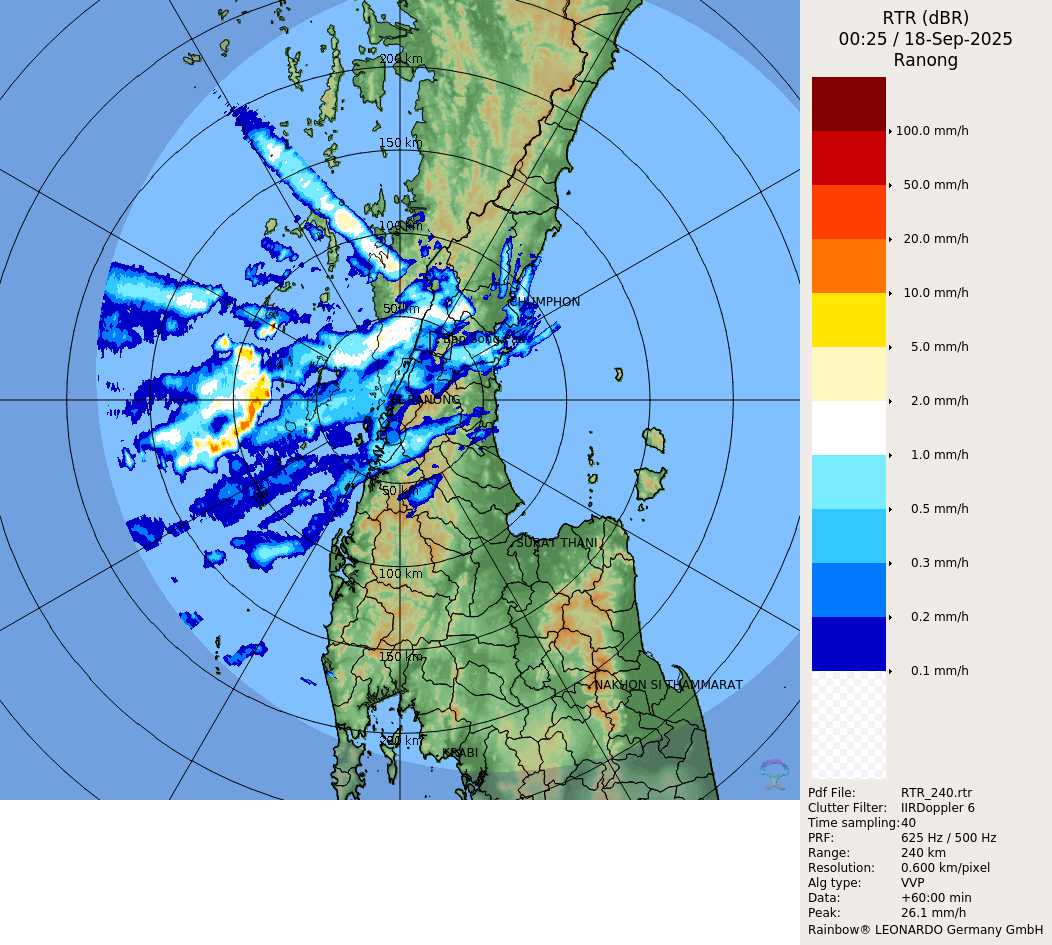 RTR (dBR)
00:25 / 18-Sep-2025
Ranong
200 km
150 km
100 km
50 km
CHUMPHON
RANONG
50 km
SURAT THANI
100 km
150 km
NAKHON SI THAMMARAT
200 km
KRABI
100.0 mm/h
50.0 mm/h
20.0 mm/h
10.0 mm/h
5.0 mm/h
2.0 mm/h
1.0 mm/h
0.5 mm/h
0.3 mm/h
0.2 mm/h
0.1 mm/h
Pdf File: RTR_240.rtr
Clutter Filter: IIRDoppler 6
Time sampling:40
PRF: 625 Hz / 500 Hz
Range: 240 km
Resolution: 0.600 km/pixel
Alg type: VVP
Data: +60:00 min
Peak: 26.1 mm/h
Rainbow® LEONARDO Germany GmbH